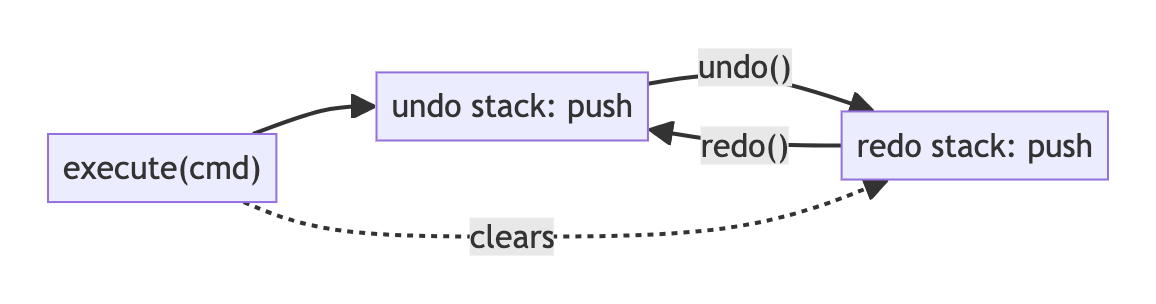 undo()
undo stack: push
redo()
redo stack: push
execute(cmd)
clears